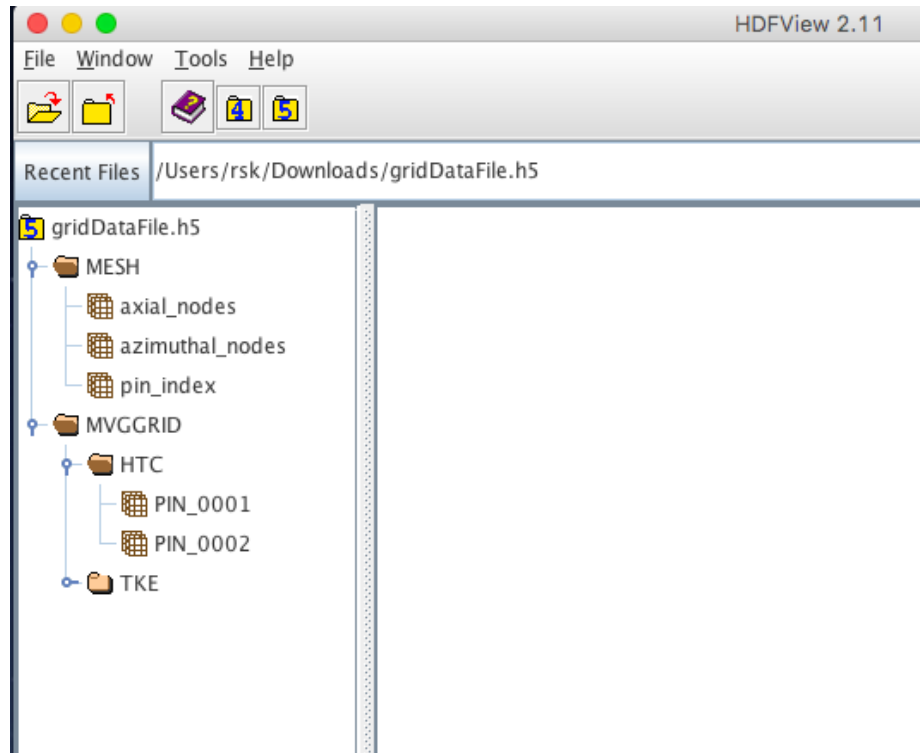 HDFView 2.11
File Window Tools Help
4 5
Recent Files /Users/rsk/Downloads/gridDataFile.h5
5 gridDataFile.h5
MESH
axial_nodes
azimuthal_nodes
pin_index
MVGGRID
HTC
PIN_0001
PIN_0002
TKE